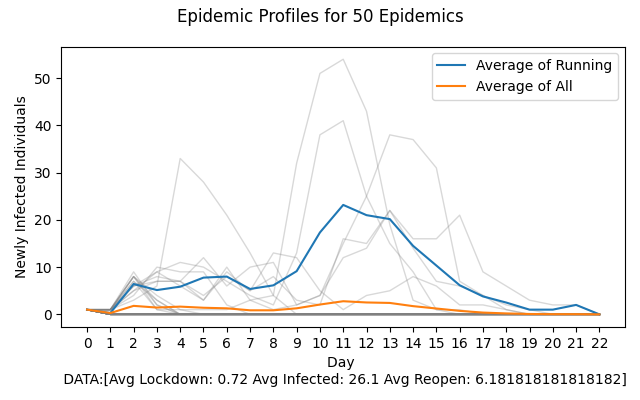 Epidemic Profiles for 50 Epidemics
Average of Running
Average of All
Newly Infected Individuals
50
40
30
20
10
0
0 1 2 3 4 5 6 7 8 9 10 11 12 13 14 15 16 17 18 19 20 21 22
Day
DATA:[Avg Lockdown: 0.72 Avg Infected: 26.1 Avg Reopen: 6.181818181818182]